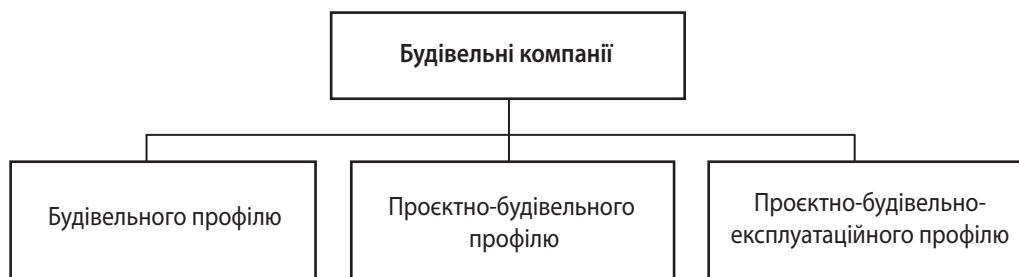 Будівельні компанії
Будівельного профілю
Проєктно-будівельного
профілю
Проєктно-будівельно-
експлуатаційного профілю